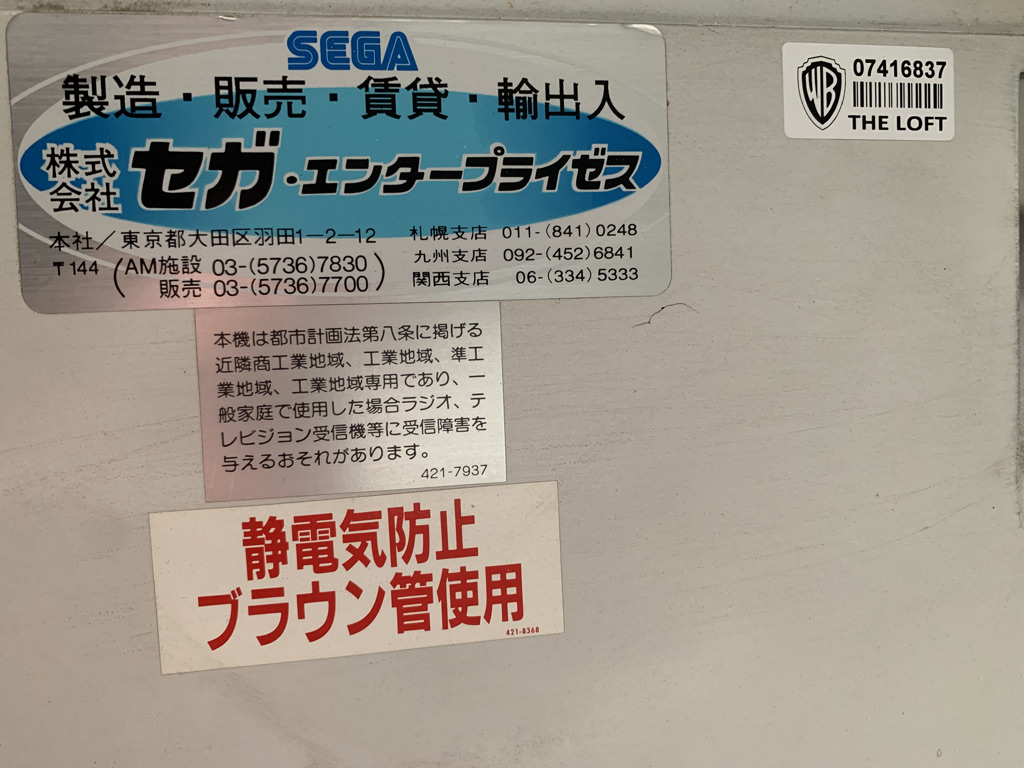 SEGA
製造・販売・賃貸・輸出入
株式会社 セガ・エンタープライゼス
本社／東京都大田区羽田1-2-12
〒144 (AM施設 03-(5736)7830
販売 03-(5736)7700)
札幌支店 011-(841)0248
九州支店 092-(452)6841
関西支店 06-(334)5333
WB
07416837
THE LOFT
本機は都市計画法第八条に掲げる
近隣商工業地域、工業地域、準工
業地域、工業地域専用であり、一
般家庭で使用した場合ラジオ、テ
レビジョン受信機等に受信障害を
与えるおそれがあります。
421-7937
静電気防止
ブラウン管使用
421-8368